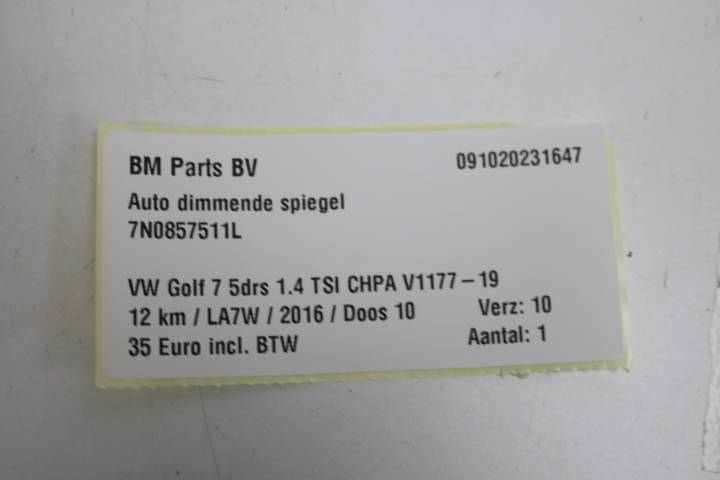 BM Parts BV 091020231647
Auto dimmende spiegel
7N0857511L
VW Golf 7 5drs 1.4 TSI CHPA V1177-19
12 km / LA7W / 2016 / Doos 10 Verz: 10
35 Euro incl. BTW Aantal: 1